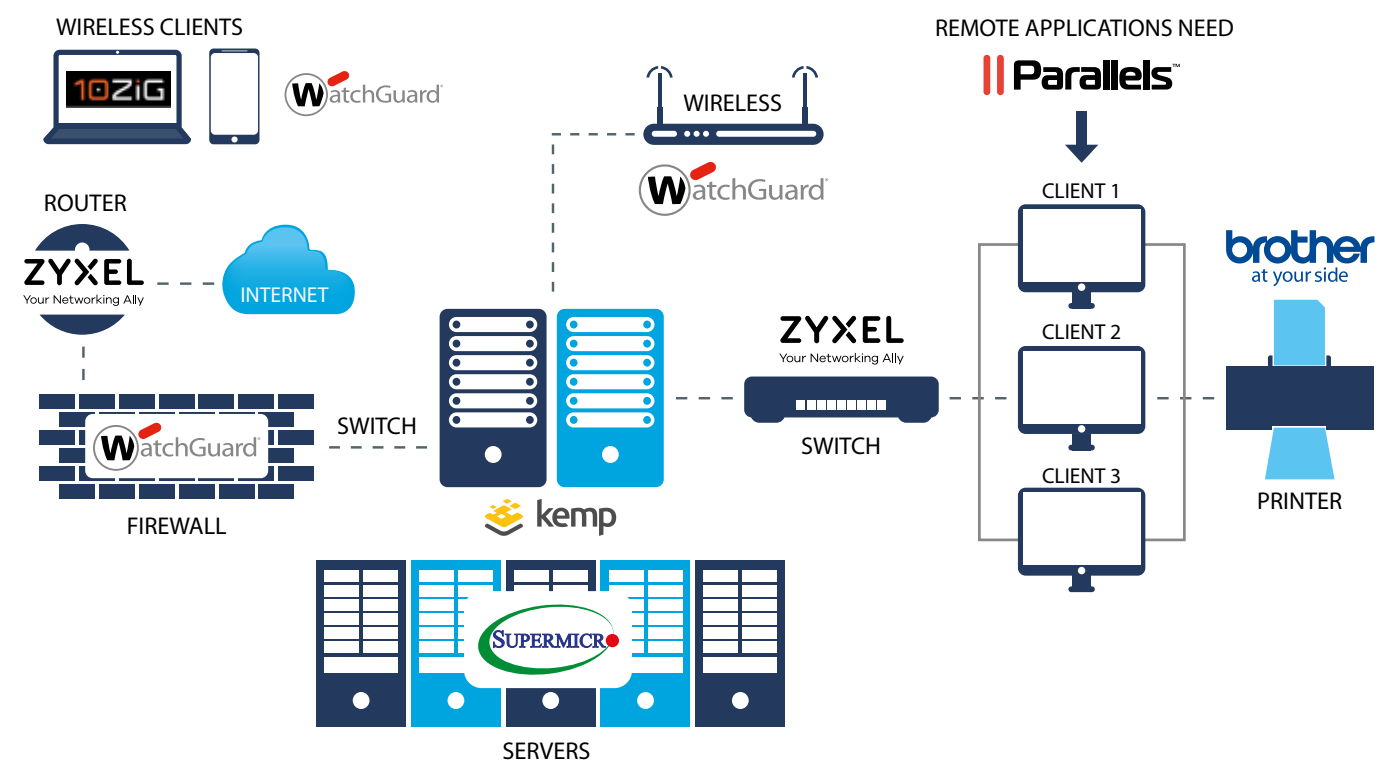 WIRELESS CLIENTS
10ZiG
WatchGuard
WIRELESS
WatchGuard
REMOTE APPLICATIONS NEED
Parallels™
ROUTER
ZYXEL
Your Networking Ally
INTERNET
WatchGuard
FIREWALL
SWITCH
kemp
ZYXEL
Your Networking Ally
SWITCH
CLIENT 1
CLIENT 2
CLIENT 3
brother
at your side
PRINTER
SUPERMICRO
SERVERS